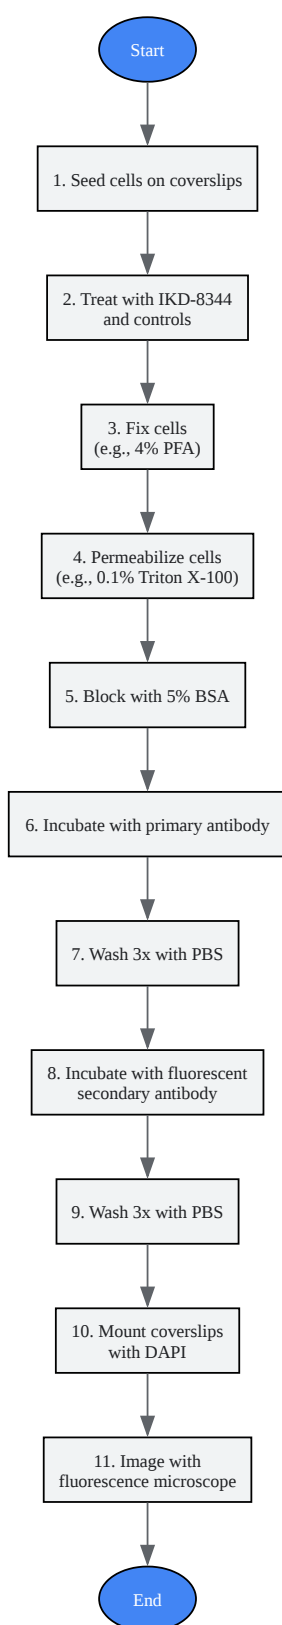 Start
1. Seed cells on coverslips
2. Treat with IKD-8344
and controls
3. Fix cells
(e.g., 4% PFA)
4. Permeabilize cells
(e.g., 0.1% Triton X-100)
5. Block with 5% BSA
6. Incubate with primary antibody
7. Wash 3x with PBS
8. Incubate with fluorescent
secondary antibody
9. Wash 3x with PBS
10. Mount coverslips
with DAPI
11. Image with
fluorescence microscope
End